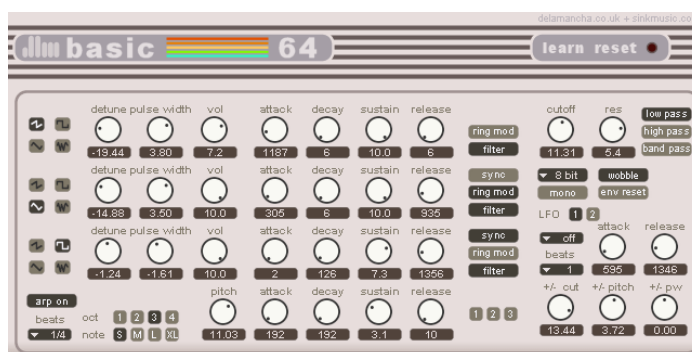 delamancha.co.uk + sinkmusic.co
dlm basic 64
learn reset
detune pulse width vol attack decay sustain release
-19.44 3.80 7.2 1187 6 10.0 6
ring mod
filter
detune pulse width vol attack decay sustain release
-14.88 3.50 10.0 305 6 10.0 935
sync
ring mod
filter
detune pulse width vol attack decay sustain release
-1.24 -1.61 10.0 2 126 7.3 1356
sync
ring mod
filter
arp on
beats
1/4
oct 1 2 3 4
note S M L XL
pitch attack decay sustain release
11.03 192 192 3.1 10
1 2 3
cutoff res
11.31 5.4
low pass
high pass
band pass
8 bit wobble
mono env reset
LFO 1 2
off
beats
1
attack release
595 1346
+/- cut +/- pitch +/- pw
13.44 3.72 0.00